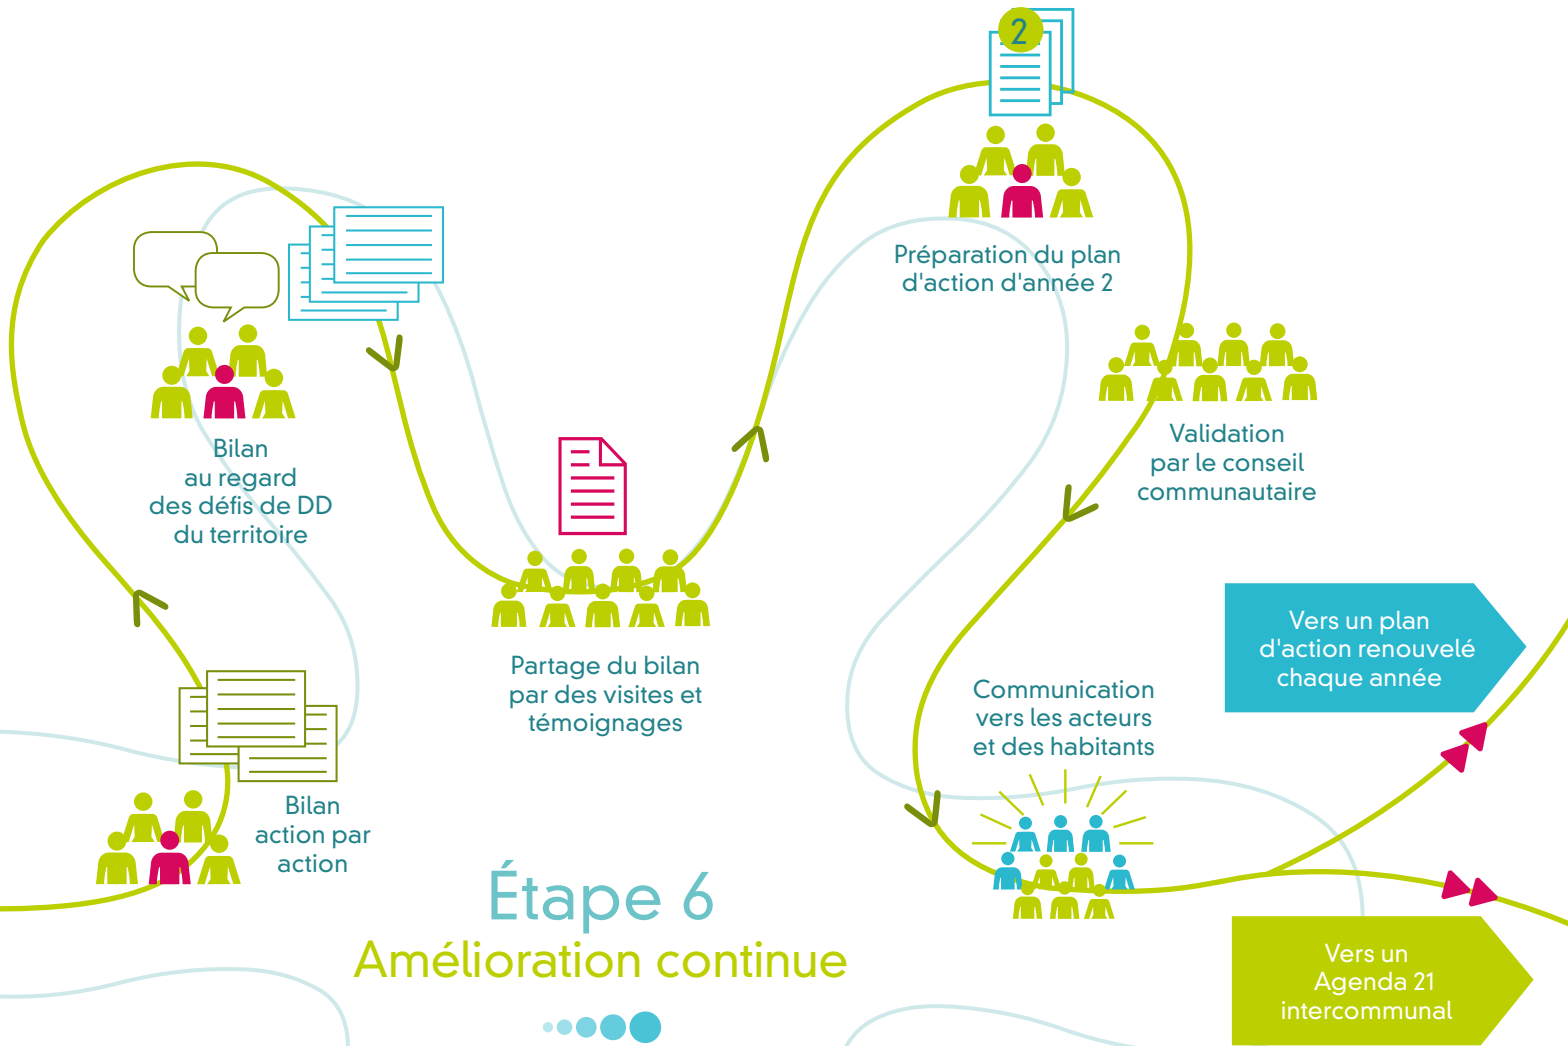 2
Préparation du plan
d'action d'année 2
Bilan
au regard
des défis de DD
du territoire
Validation
par le conseil
communautaire
Partage du bilan
par des visites et
témoignages
Vers un plan
d'action renouvelé
chaque année
Communication
vers les acteurs
et des habitants
Bilan
action par
action
Étape 6
Amélioration continue
Vers un
Agenda 21
intercommunal